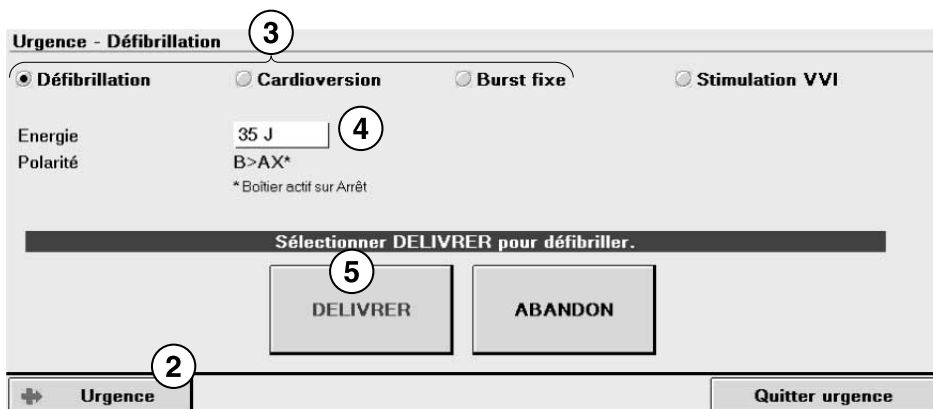 Urgence - Défibrillation
3
Défibrillation Cardioversion Burst fixe Stimulation VVI
Energie 35 J 4
Polarité B>AX*
* Boîtier actif sur Arrêt
Sélectionner DELIVRER pour défibriller.
5
DELIVRER ABANDON
2
Urgence Quitter urgence